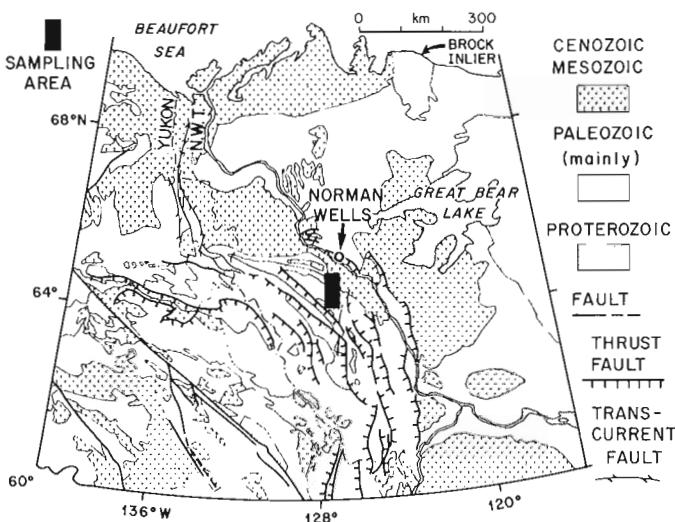 BEAUFORT
SEA
SAMPLING
AREA
0 km 300
BROCK
INLIER
CENOZOIC
MESOZOIC
68°N
YUKON
N.W.T.
PALEOZOIC
(mainly)
NORMAN
WELLS
GREAT BEAR
LAKE
PROTEROZOIC
64°
FAULT
THRUST
FAULT
TRANS-
CURRENT
FAULT
60°
136°W
128°
120°